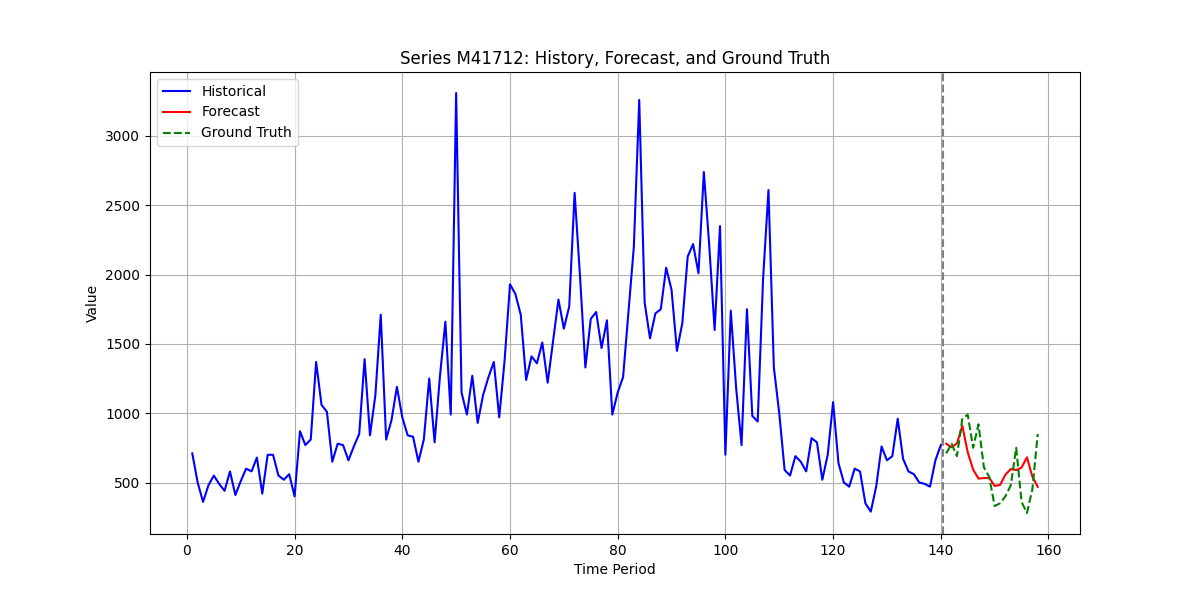 Series M41712: History, Forecast, and Ground Truth
Historical
Forecast
Ground Truth
3000
2500
2000
1500
1000
500
Value
0 20 40 60 80 100 120 140 160
Time Period